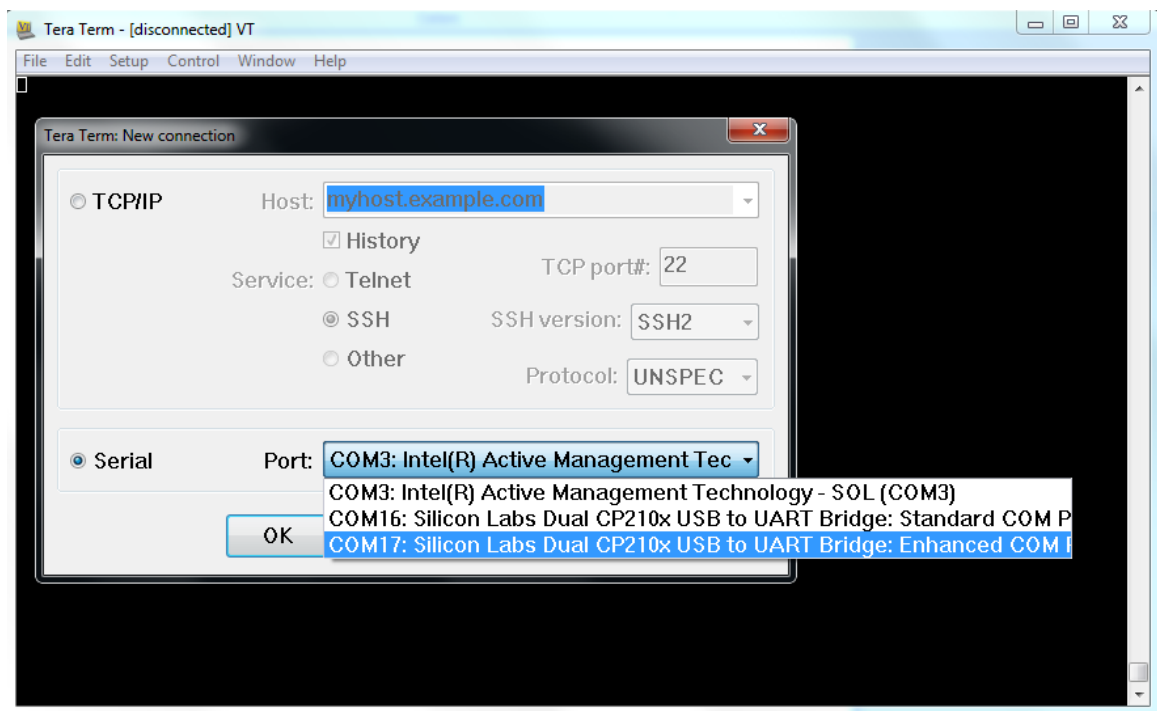 Tera Term - [disconnected] VT
File Edit Setup Control Window Help
Tera Term: New connection
TCP/IP Host: myhost.example.com
History
Service: Telnet TCP port#: 22
SSH SSH version: SSH2
Other Protocol: UNSPEC
Serial Port: COM3: Intel(R) Active Management Tec
COM3: Intel(R) Active Management Technology - SOL (COM3)
COM16: Silicon Labs Dual CP210x USB to UART Bridge: Standard COM P
OK COM17: Silicon Labs Dual CP210x USB to UART Bridge: Enhanced COM